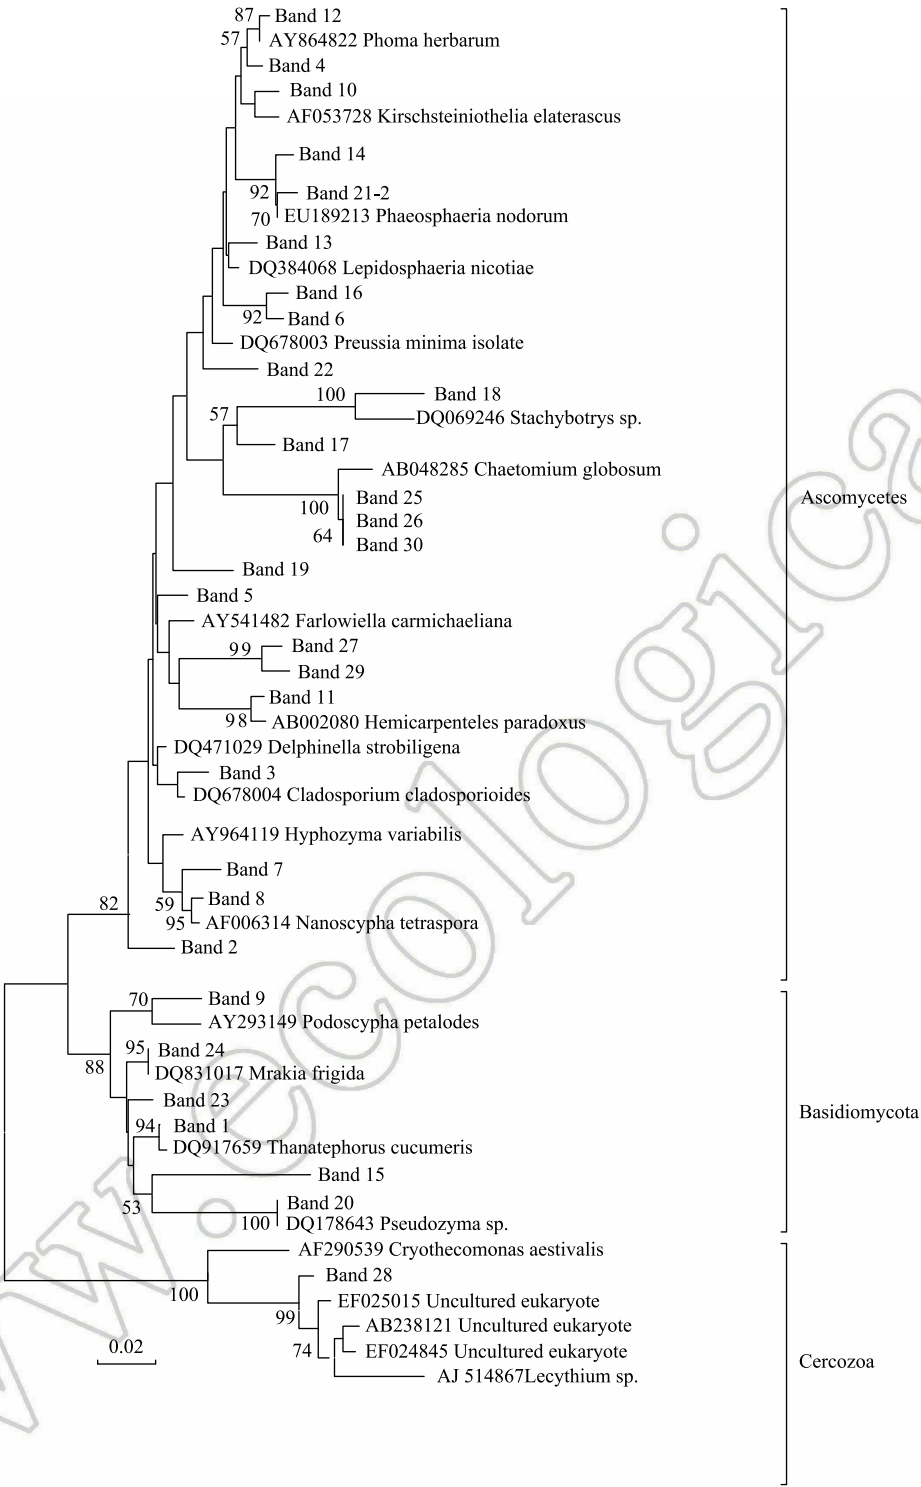 87 Band 12
57 AY864822 Phoma herbarum
Band 4
Band 10
AF053728 Kirschsteiniothelia elaterascus
Band 14
92 Band 21-2
70 EU189213 Phaeosphaeria nodorum
Band 13
DQ384068 Lepidosphaeria nicotiae
Band 16
92 Band 6
DQ678003 Preussia minima isolate
Band 22
100 Band 18
57 DQ069246 Stachybotrys sp.
Band 17
AB048285 Chaetomium globosum
Band 25
Ascomycetes
100
Band 26
64 Band 30
Band 19
Band 5
AY541482 Farlowiella carmichaeliana
99 Band 27
Band 29
Band 11
98 AB002080 Hemicarpenteles paradoxus
DQ471029 Delphinella strobiligena
Band 3
DQ678004 Cladosporium cladosporioides
AY964119 Hyphozyma variabilis
Band 7
82 59 Band 8
95 AF006314 Nanoscypha tetraspora
Band 2
70 Band 9
AY293149 Podoscypha petalodes
95 Band 24
88 DQ831017 Mrakia frigida
Band 23
Basidiomycota
94 Band 1
DQ917659 Thanatephorus cucumeris
Band 15
53 Band 20
100 DQ178643 Pseudozyma sp.
AF290539 Cryothecomonas aestivalis
Band 28
100 EF025015 Uncultured eukaryote
99 AB238121 Uncultured eukaryote
0.02 74 EF024845 Uncultured eukaryote
Cercozoa
AJ 514867Lecythium sp.
www.ecologica